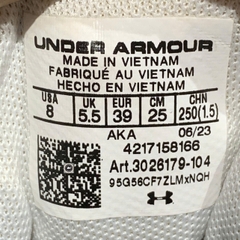 UNDER ARMOUR
MADE IN VIETNAM
FABRIQUÉ AU VIETNAM
HECHO EN VIETNAM
USA UK EUR CM CHN
8 5.5 39 25 250(1.5)
AKA 06/23
4217158166
Art.3026179-104
95G56CF7ZLMxNQH